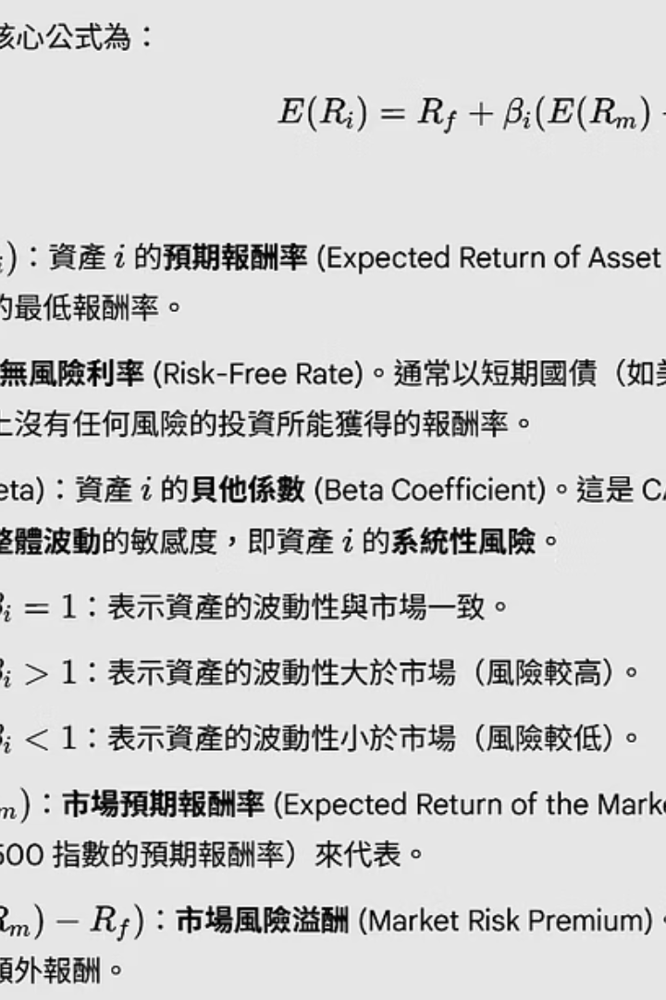 核心公式為：
E(Rᵢ) = R_f + βᵢ(E(Rₘ) -
ᵢ)：資產 i 的預期報酬率 (Expected Return of Asset
的最低報酬率。
無風險利率 (Risk-Free Rate)。通常以短期國債（如美
上沒有任何風險的投資所能獲得的報酬率。
eta)：資產 i 的貝他係數 (Beta Coefficient)。這是 CA
整體波動的敏感度，即資產 i 的系統性風險。
βᵢ = 1：表示資產的波動性與市場一致。
βᵢ > 1：表示資產的波動性大於市場（風險較高）。
βᵢ < 1：表示資產的波動性小於市場（風險較低）。
ₘ)：市場預期報酬率 (Expected Return of the Marke
500 指數的預期報酬率）來代表。
Rₘ) − R_f)：市場風險溢酬 (Market Risk Premium)。
額外報酬。